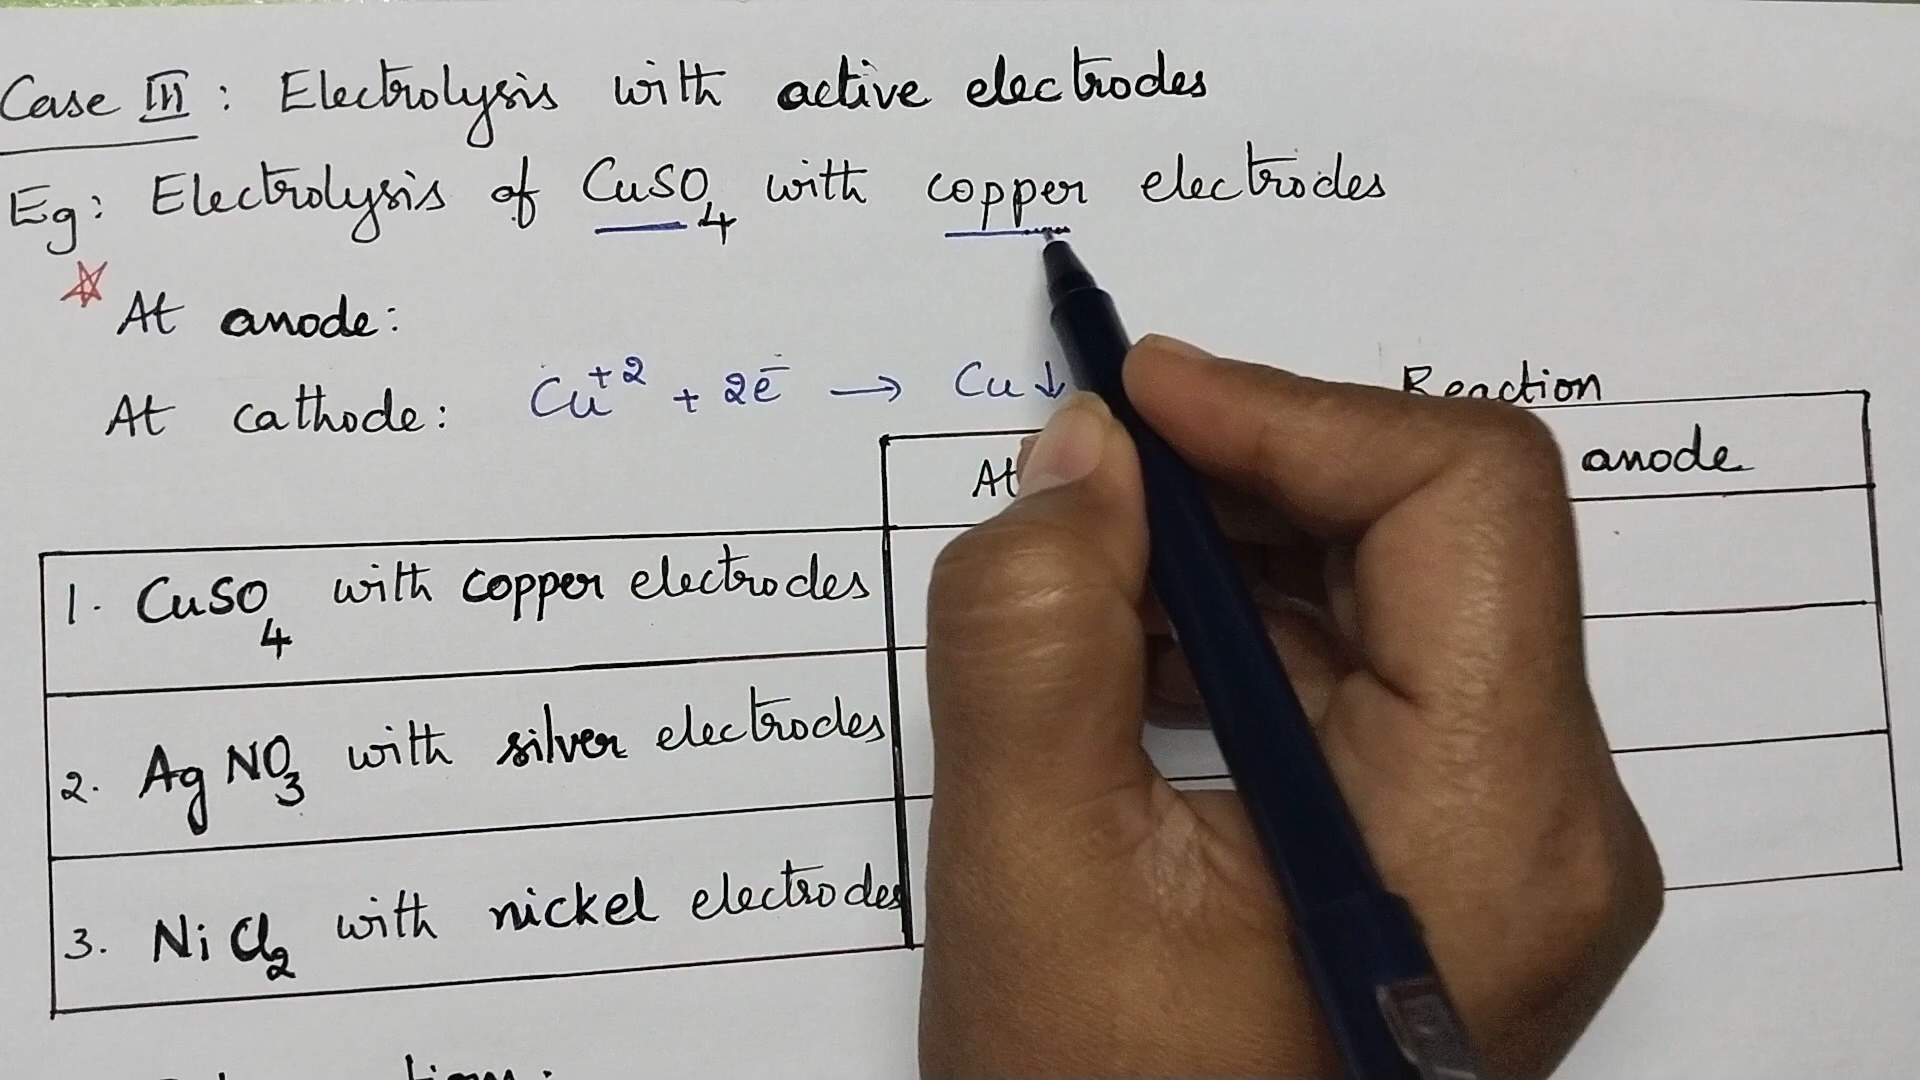 Case III : Electrolysis with active electrodes
Eg: Electrolysis of CuSO₄ with copper electrodes
At anode:
At cathode: Cu⁺² + 2e⁻ → Cu↓
Reaction
At anode
1. CuSO₄ with copper electrodes
2. AgNO₃ with silver electrodes
3. NiCl₂ with nickel electrodes